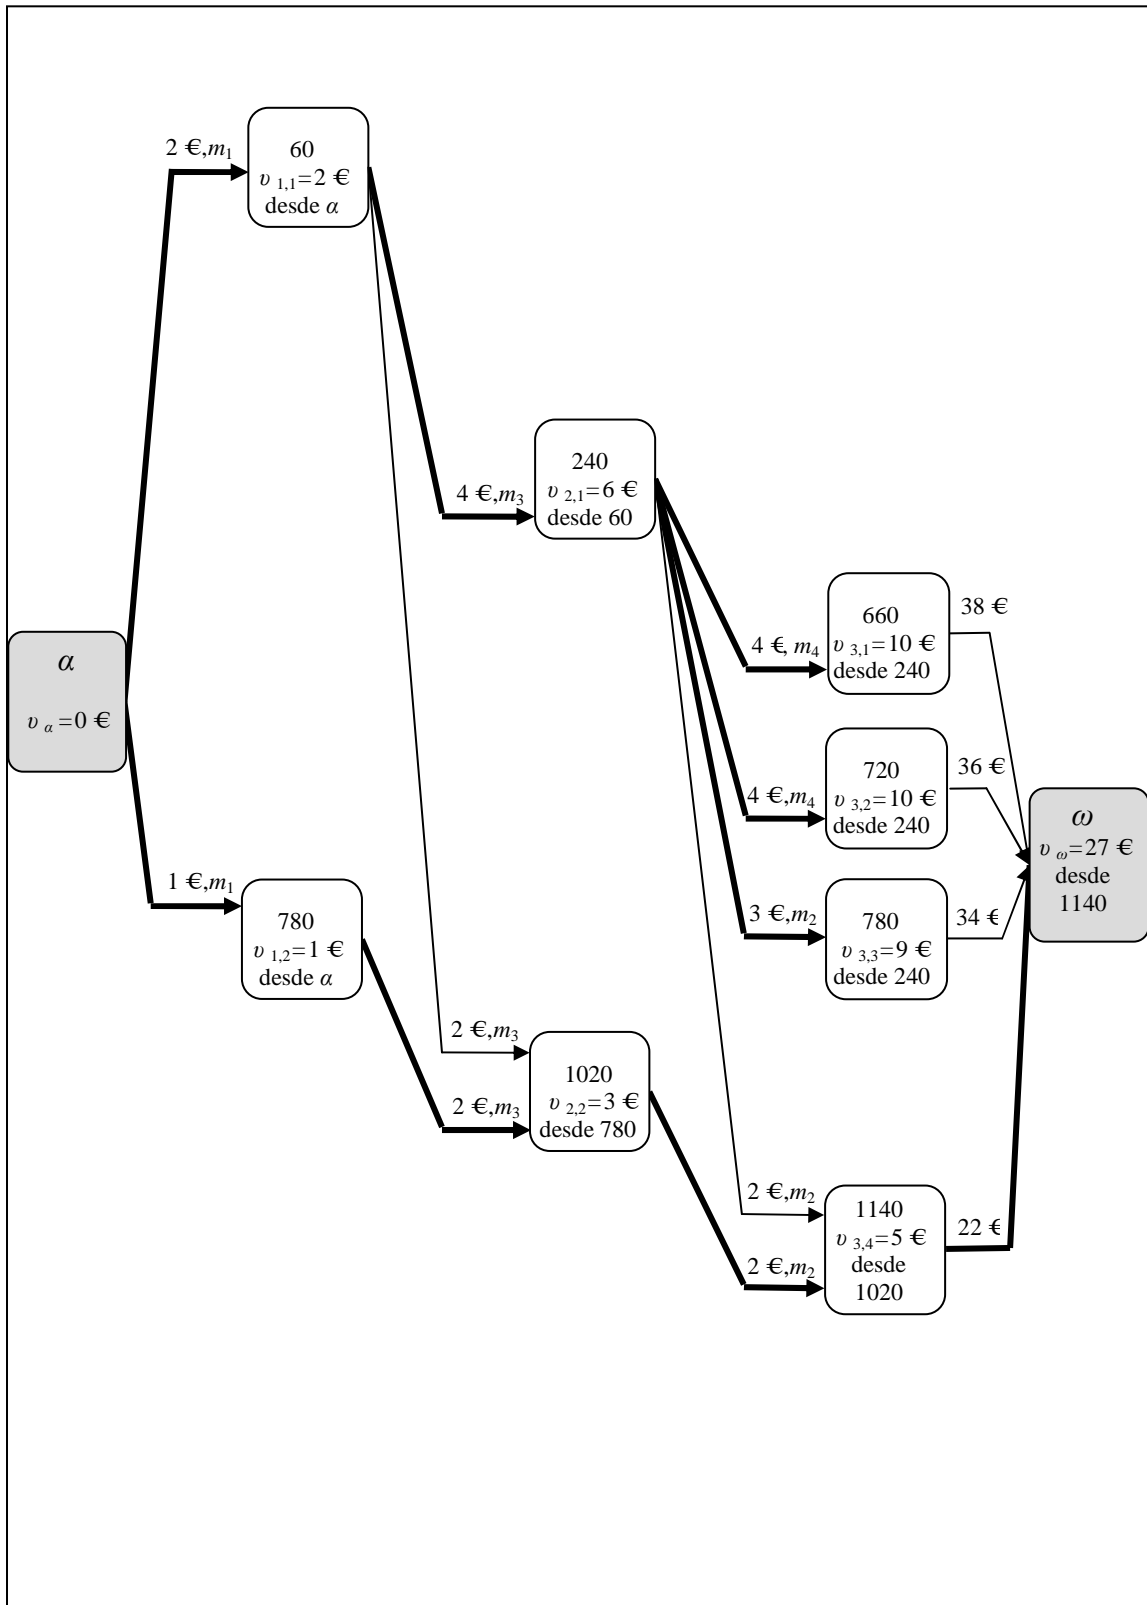 2 €,m1
60
υ 1,1=2 €
desde α
4 €,m3
240
υ 2,1=6 €
desde 60
α
υ α =0 €
4 €, m4
660
υ 3,1=10 €
desde 240
38 €
4 €,m4
720
υ 3,2=10 €
desde 240
36 €
ω
υ ω=27 €
desde
1140
1 €,m1
780
υ 1,2=1 €
desde α
3 €,m2
780
υ 3,3=9 €
desde 240
34 €
2 €,m3
2 €,m3
1020
υ 2,2=3 €
desde 780
2 €,m2
2 €,m2
1140
υ 3,4=5 €
desde
1020
22 €